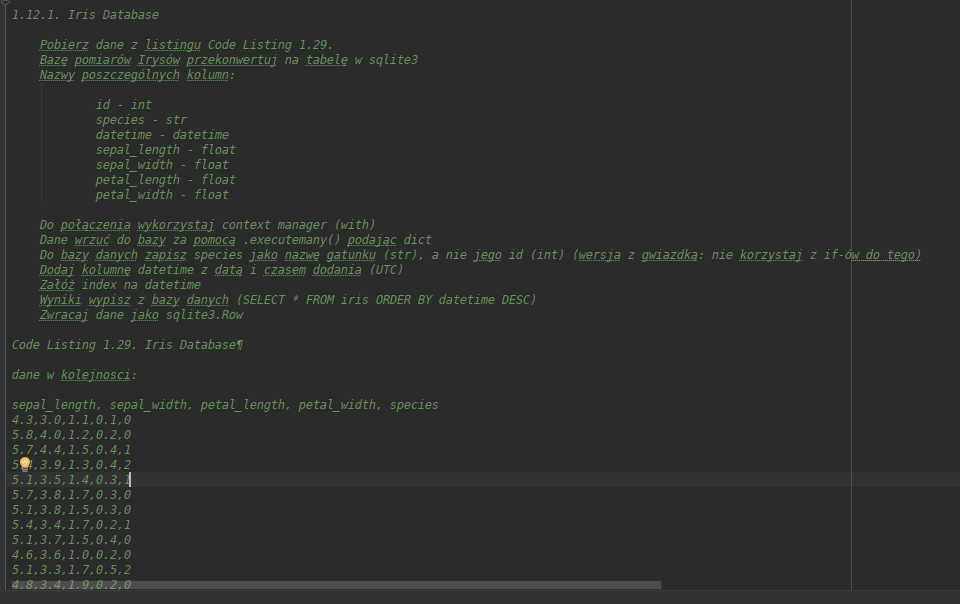 1.12.1. Iris Database
Pobierz dane z listingu Code Listing 1.29.
Bazę pomiarów Irysów przekonwertuj na tabelę w sqlite3
Nazwy poszczególnych kolumn:
id - int
species - str
datetime - datetime
sepal_length - float
sepal_width - float
petal_length - float
petal_width - float
Do połączenia wykorzystaj context manager (with)
Dane wrzuć do bazy za pomocą .executemany() podając dict
Do bazy danych zapisz species jako nazwę gatunku (str), a nie jego id (int) (wersja z gwiazdką: nie korzystaj z if-ów do tego)
Dodaj kolumnę datetime z datą i czasem dodania (UTC)
Załóż index na datetime
Wyniki wypisz z bazy danych (SELECT * FROM iris ORDER BY datetime DESC)
Zwracaj dane jako sqlite3.Row
Code Listing 1.29. Iris Database¶
dane w kolejnosci:
sepal_length, sepal_width, petal_length, petal_width, species
4.3,3.0,1.1,0.1,0
5.8,4.0,1.2,0.2,0
5.7,4.4,1.5,0.4,1
5.4,3.9,1.3,0.4,2
5.1,3.5,1.4,0.3,1
5.7,3.8,1.7,0.3,0
5.1,3.8,1.5,0.3,0
5.4,3.4,1.7,0.2,1
5.1,3.7,1.5,0.4,0
4.6,3.6,1.0,0.2,0
5.1,3.3,1.7,0.5,2
4.8,3.4,1.9,0.2,0